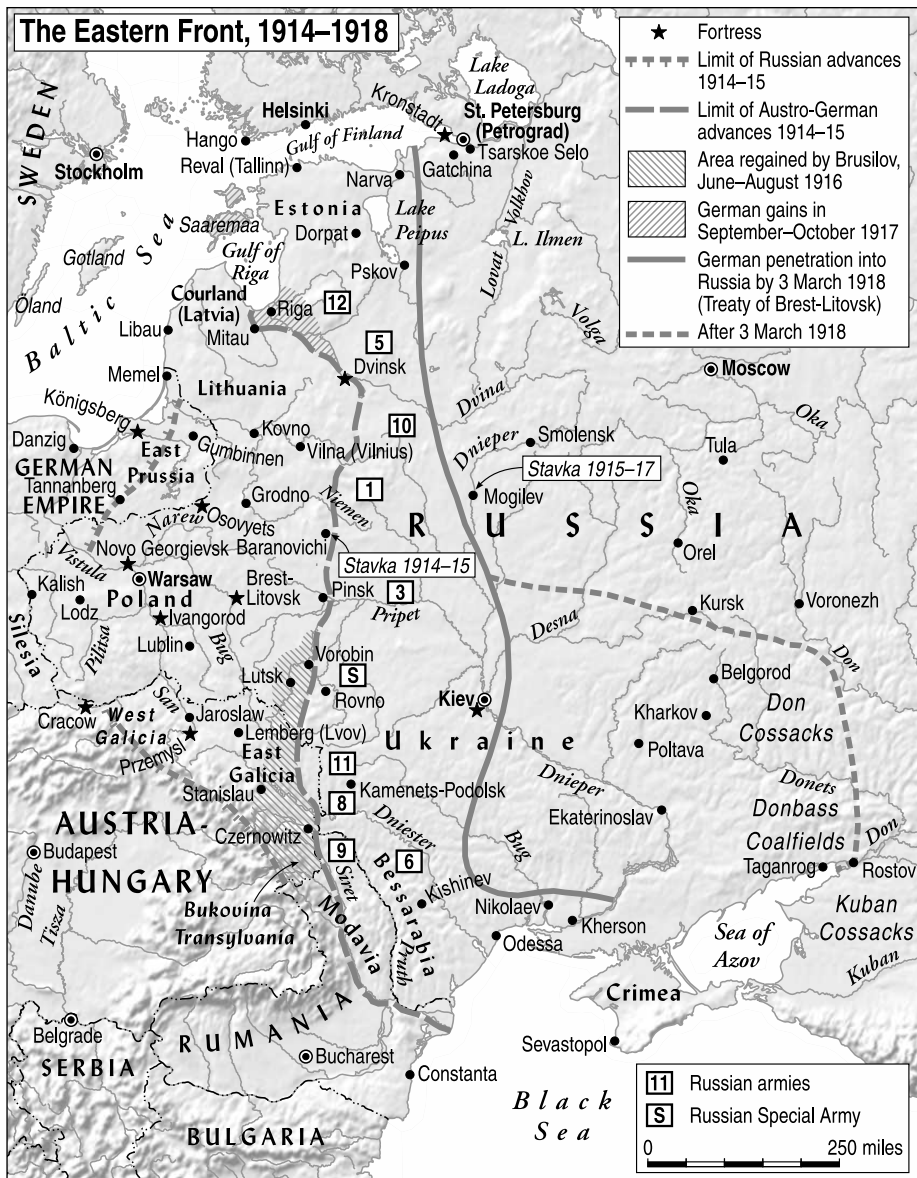 The Eastern Front, 1914–1918
Fortress
Limit of Russian advances
1914–15
Limit of Austro-German
advances 1914–15
Area regained by Brusilov,
June–August 1916
German gains in
September–October 1917
German penetration into
Russia by 3 March 1918
(Treaty of Brest-Litovsk)
After 3 March 1918
SWEDEN
Stockholm
Hango
Helsinki
Gulf of Finland
Reval (Tallinn)
Kronstadt
Lake
Ladoga
St. Petersburg
(Petrograd)
Tsarskoe Selo
Gatchina
Narva
Estonia
Lake
Peipus
Dorpat
Pskov
Volkhov
L. Ilmen
Lovat
Volga
Saaremaa
Gulf of
Riga
Gotland
Öland
Baltic Sea
Courland
(Latvia)
Riga
12
Mitau
Libau
5
Dvinsk
Memel
Lithuania
Dvina
Moscow
Königsberg
Danzig
GERMAN
EMPIRE
Tannanberg
East
Prussia
Gumbinnen
Kovno
Vilna (Vilnius)
10
Dnieper
Smolensk
Oka
Tula
Stavka 1915–17
Mogilev
1
Grodno
Niemen
Narew
Osovyets
RUSSIA
Oka
Orel
Novo Georgievsk
Baranovichi
Stavka 1914–15
Vistula
Warsaw
Kalish
Lodz
Poland
Brest-
Litovsk
Pinsk
3
Pripet
Ivangorod
Silesia
Pilitsa
Lublin
Bug
Desna
Kursk
Voronezh
Don
Vorobin
S
Lutsk
Rovno
Kiev
Belgorod
Kharkov
Don
Cossacks
Poltava
Cracow
West
Galicia
San
Jaroslaw
Przemysl
Lemberg (Lvov)
East
Galicia
Ukraine
Stanislau
11
Kamenets-Podolsk
8
Dnieper
Donets
Donbass
Coalfields
Ekaterinoslav
AUSTRIA-
HUNGARY
Budapest
Czernowitz
Dniester
9
6
Bug
Don
Taganrog
Rostov
Danube
Tisza
Bukovina
Transylvania
Siret
Modavia
Bessarabia
Pruth
Kishinev
Nikolaev
Kherson
Odessa
Sea of
Azov
Kuban
Cossacks
Kuban
Crimea
Sevastopol
Belgrade
SERBIA
RUMANIA
Bucharest
Constanta
BULGARIA
Black
Sea
11 Russian armies
S Russian Special Army
0 250 miles